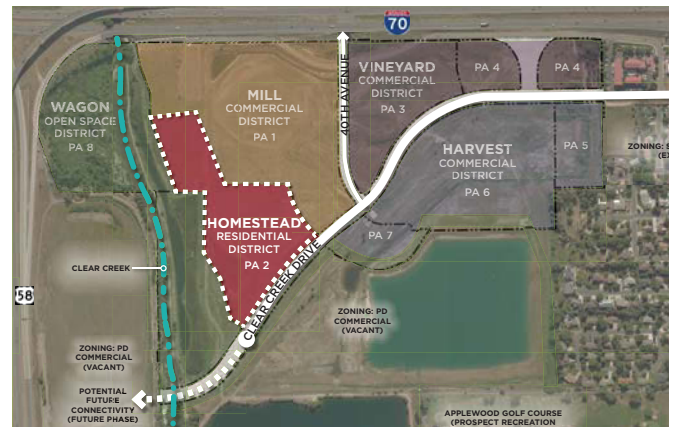 70
WAGON
OPEN SPACE
DISTRICT
PA 8
MILL
COMMERCIAL
DISTRICT
PA 1
40TH AVENUE
VINEYARD
COMMERCIAL
DISTRICT
PA 3
PA 4
PA 4
HARVEST
COMMERCIAL
DISTRICT
PA 6
PA 5
ZONING:
PA 7
HOMESTEAD
RESIDENTIAL
DISTRICT
PA 2
CLEAR CREEK DRIVE
CLEAR CREEK
58
ZONING: PD
COMMERCIAL
(VACANT)
ZONING: PD
COMMERCIAL
(VACANT)
POTENTIAL
FUTURE
CONNECTIVITY
(FUTURE PHASE)
APPLEWOOD GOLF COURSE
(PROSPECT RECREATION